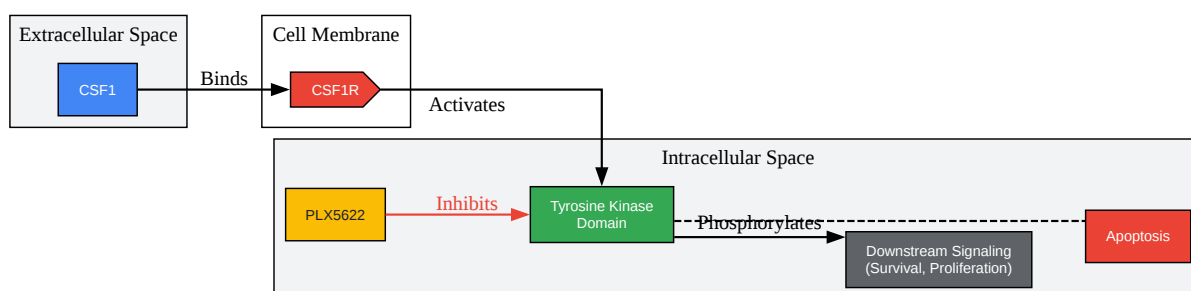 Extracellular Space
Cell Membrane
CSF1
Binds
CSF1R
Activates
Intracellular Space
PLX5622
Inhibits
Tyrosine Kinase
Domain
Phosphorylates
Apoptosis
Downstream Signaling
(Survival, Proliferation)